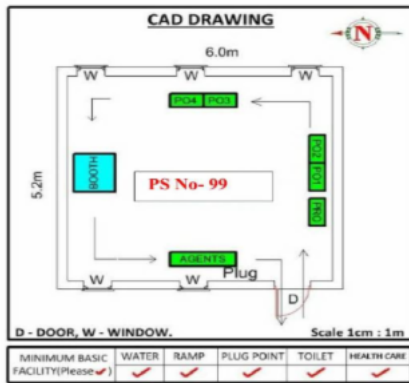 CAD DRAWING
N
6.0m
W W W
PO4 PO3
5.2m
BOOTH
PO2 PO1
PS No- 99
PRO
AGENTS
Plug
W W
D
D - DOOR, W - WINDOW. Scale 1cm : 1m
MINIMUM BASIC FACILITY(Please ✓) WATER RAMP PLUG POINT TOILET HEALTH CARE
✓ ✓ ✓ ✓ ✓